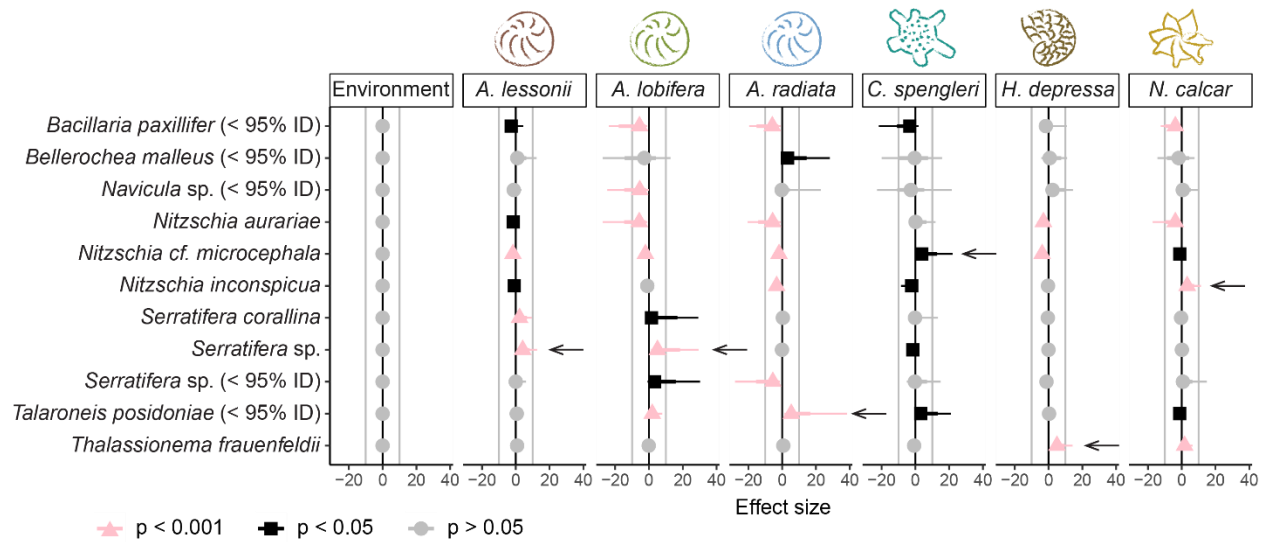 Environment A. lessonii A. lobifera A. radiata C. spengleri H. depressa N. calcar
Bacillaria paxillifer (< 95% ID)
Bellerochea malleus (< 95% ID)
Navicula sp. (< 95% ID)
Nitzschia aurariae
Nitzschia cf. microcephala
Nitzschia inconspicua
Serratifera corallina
Serratifera sp.
Serratifera sp. (< 95% ID)
Talaroneis posidoniae (< 95% ID)
Thalassionema frauenfeldii
−20 0 20 40 −20 0 20 40 −20 0 20 40 −20 0 20 40 −20 0 20 40 −20 0 20 40 −20 0 20 40
Effect size
p < 0.001 p < 0.05 p > 0.05